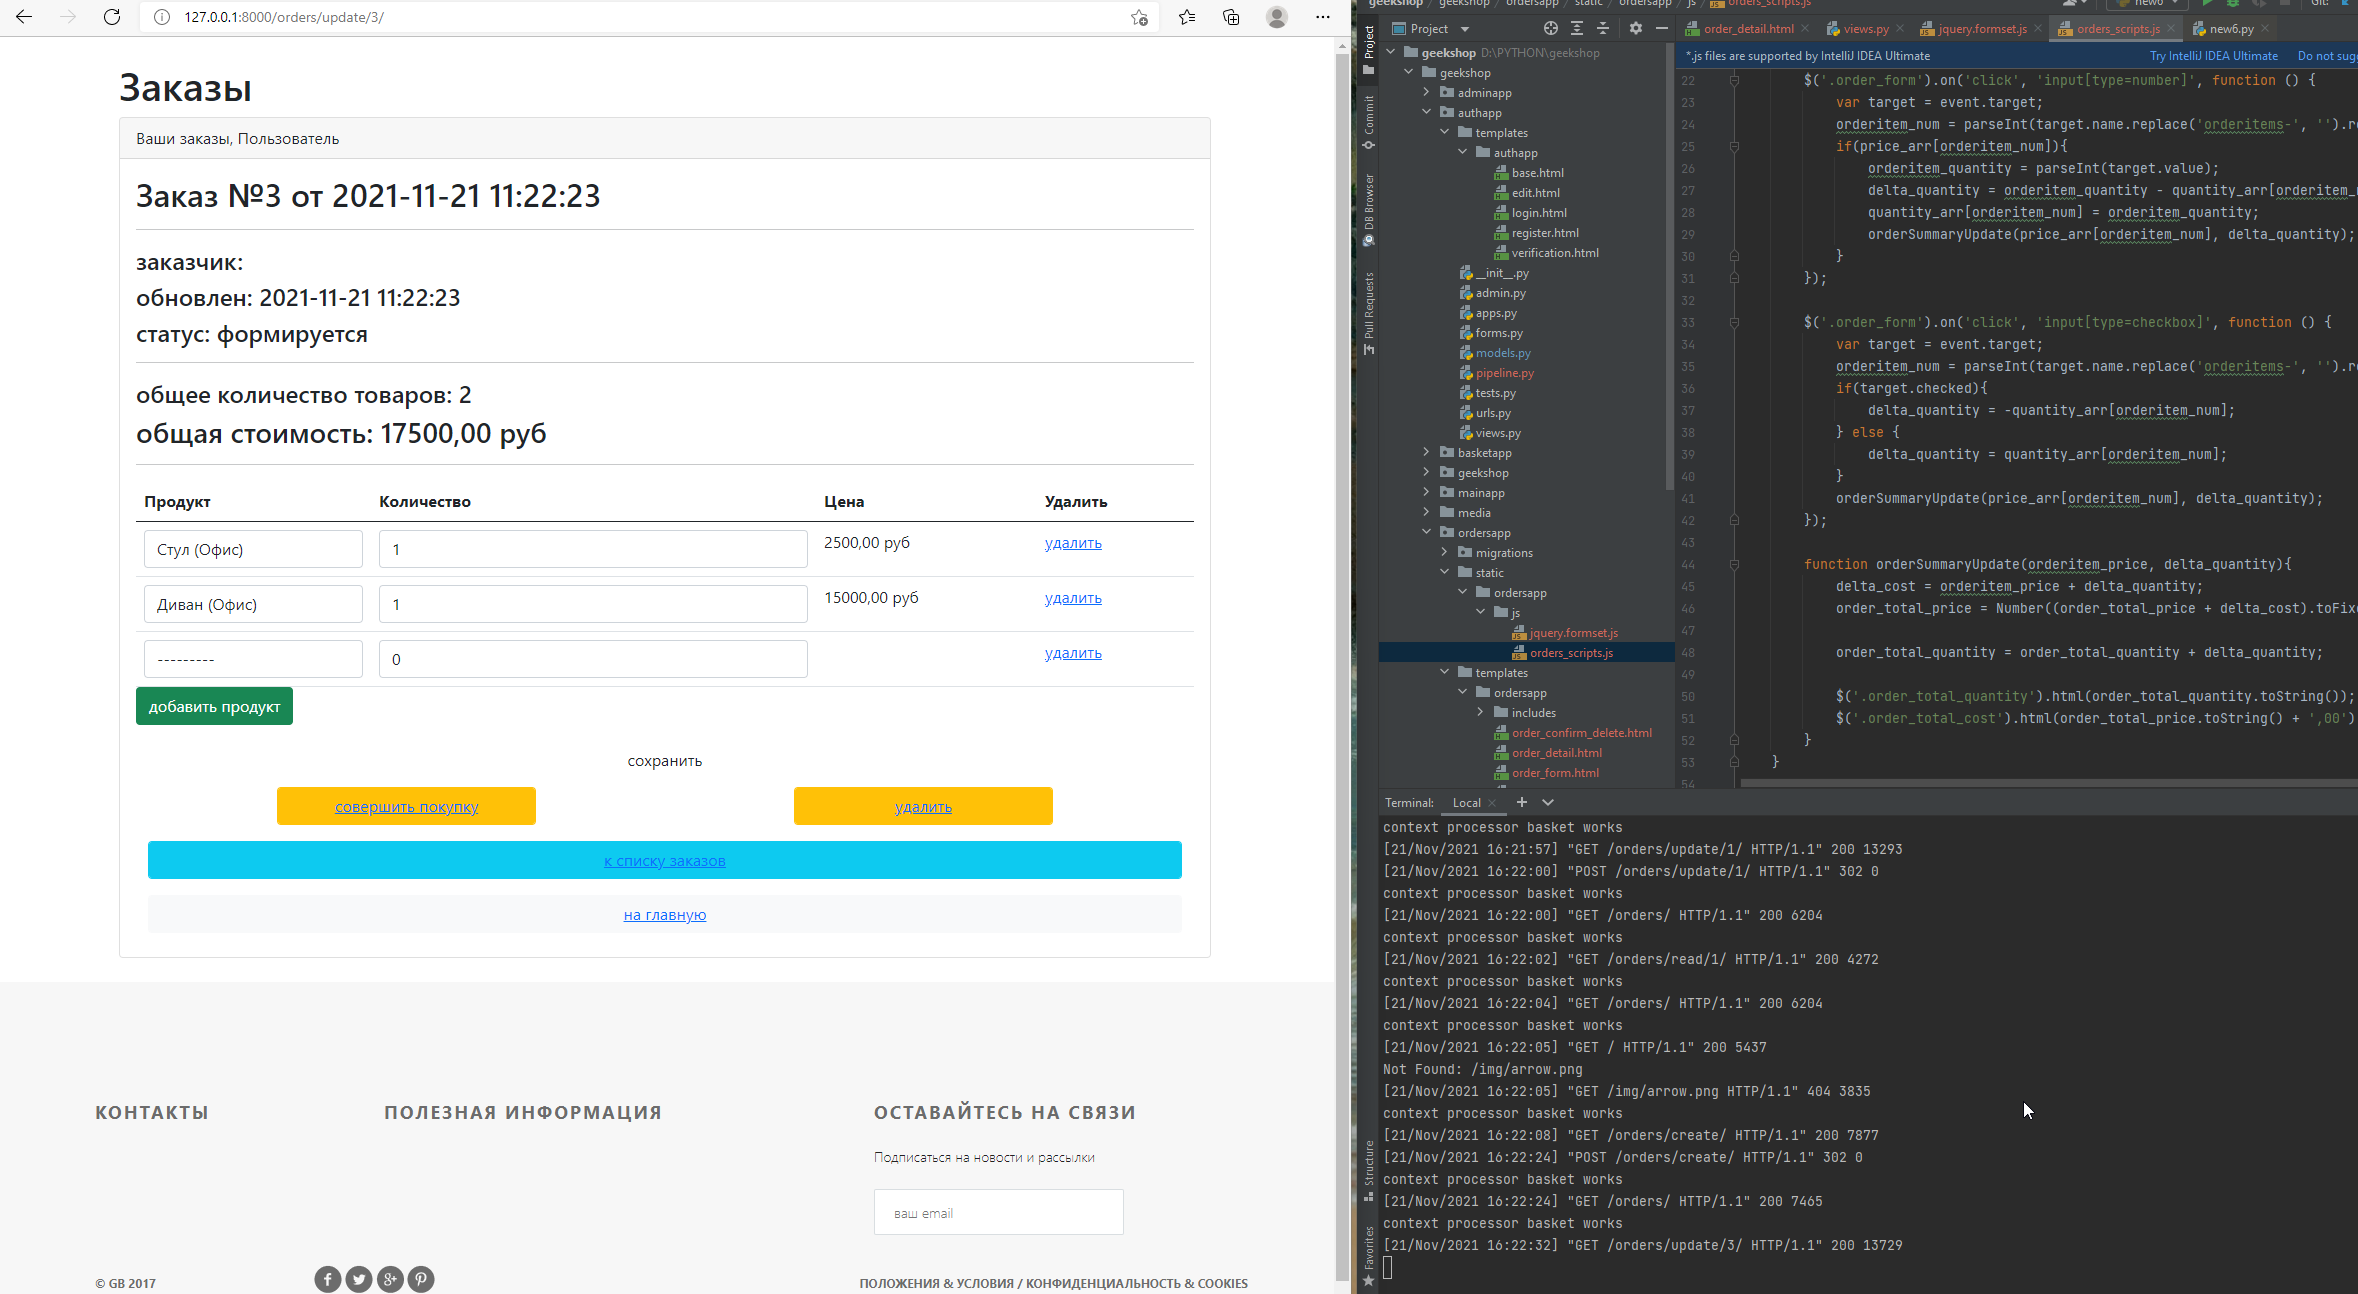 127.0.0.1:8000/orders/update/3/
Заказы
Ваши заказы, Пользователь
Заказ №3 от 2021-11-21 11:22:23
заказчик:
обновлен: 2021-11-21 11:22:23
статус: формируется
общее количество товаров: 2
общая стоимость: 17500,00 руб
Продукт Количество Цена Удалить
Стул (Офис) 1 2500,00 руб удалить
Диван (Офис) 1 15000,00 руб удалить
--------- 0 удалить
добавить продукт
сохранить
совершить покупку удалить
к списку заказов
на главную
КОНТАКТЫ ПОЛЕЗНАЯ ИНФОРМАЦИЯ ОСТАВАЙТЕСЬ НА СВЯЗИ
Подписаться на новости и рассылки
ваш email
© GB 2017 ПОЛОЖЕНИЯ & УСЛОВИЯ / КОНФИДЕНЦИАЛЬНОСТЬ & COOKIES
geekshop geekshop ordersapp static ordersapp js orders_scripts.js new6 Git:
Project order_detail.html views.py jquery.formset.js orders_scripts.js new6.py
Project
Commit
DB Browser
Pull Requests
Structure
Favorites
geekshop D:\PYTHON\geekshop
geekshop
adminapp
authapp
templates
authapp
base.html
edit.html
login.html
register.html
verification.html
__init__.py
admin.py
apps.py
forms.py
models.py
pipeline.py
tests.py
urls.py
views.py
basketapp
geekshop
mainapp
media
ordersapp
migrations
static
ordersapp
js
jquery.formset.js
orders_scripts.js
templates
ordersapp
includes
order_confirm_delete.html
order_detail.html
order_form.html
*.js files are supported by IntelliJ IDEA Ultimate Try IntelliJ IDEA Ultimate Do not sugg
22 $('.order_form').on('click', 'input[type=number]', function () {
23 var target = event.target;
24 orderitem_num = parseInt(target.name.replace('orderitems-', '').re
25 if(price_arr[orderitem_num]){
26 orderitem_quantity = parseInt(target.value);
27 delta_quantity = orderitem_quantity - quantity_arr[orderitem_n
28 quantity_arr[orderitem_num] = orderitem_quantity;
29 orderSummaryUpdate(price_arr[orderitem_num], delta_quantity);
30 }
31 });
32
33 $('.order_form').on('click', 'input[type=checkbox]', function () {
34 var target = event.target;
35 orderitem_num = parseInt(target.name.replace('orderitems-', '').re
36 if(target.checked){
37 delta_quantity = -quantity_arr[orderitem_num];
38 } else {
39 delta_quantity = quantity_arr[orderitem_num];
40 }
41 orderSummaryUpdate(price_arr[orderitem_num], delta_quantity);
42 });
43
44 function orderSummaryUpdate(orderitem_price, delta_quantity){
45 delta_cost = orderitem_price + delta_quantity;
46 order_total_price = Number((order_total_price + delta_cost).toFixe
47
48 order_total_quantity = order_total_quantity + delta_quantity;
49
50 $('.order_total_quantity').html(order_total_quantity.toString());
51 $('.order_total_cost').html(order_total_price.toString() + ',00')
52 }
53 }
54
Terminal: Local
context processor basket works
[21/Nov/2021 16:21:57] "GET /orders/update/1/ HTTP/1.1" 200 13293
[21/Nov/2021 16:22:00] "POST /orders/update/1/ HTTP/1.1" 302 0
context processor basket works
[21/Nov/2021 16:22:00] "GET /orders/ HTTP/1.1" 200 6204
context processor basket works
[21/Nov/2021 16:22:02] "GET /orders/read/1/ HTTP/1.1" 200 4272
context processor basket works
[21/Nov/2021 16:22:04] "GET /orders/ HTTP/1.1" 200 6204
context processor basket works
[21/Nov/2021 16:22:05] "GET / HTTP/1.1" 200 5437
Not Found: /img/arrow.png
[21/Nov/2021 16:22:05] "GET /img/arrow.png HTTP/1.1" 404 3835
context processor basket works
[21/Nov/2021 16:22:08] "GET /orders/create/ HTTP/1.1" 200 7877
[21/Nov/2021 16:22:24] "POST /orders/create/ HTTP/1.1" 302 0
context processor basket works
[21/Nov/2021 16:22:24] "GET /orders/ HTTP/1.1" 200 7465
context processor basket works
[21/Nov/2021 16:22:32] "GET /orders/update/3/ HTTP/1.1" 200 13729